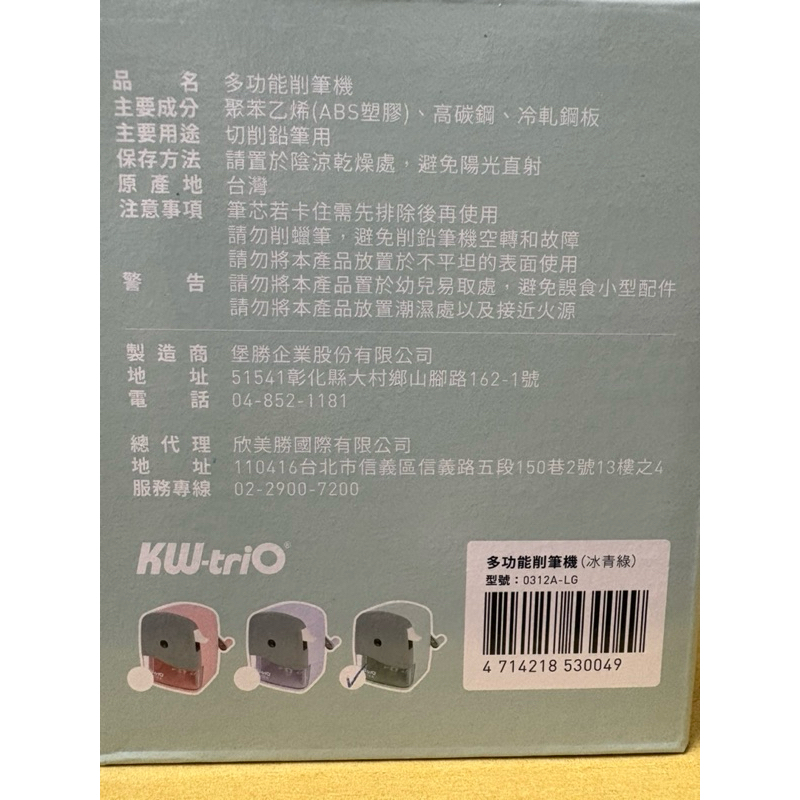 品名 多功能削筆機
主要成分 聚苯乙烯(ABS塑膠)、高碳鋼、冷軋鋼板
主要用途 切削鉛筆用
保存方法 請置於陰涼乾燥處，避免陽光直射
原產地 台灣
注意事項 筆芯若卡住需先排除後再使用
請勿削蠟筆，避免削鉛筆機空轉和故障
請勿將本產品放置於不平坦的表面使用
警告 請勿將本產品置於幼兒易取處，避免誤食小型配件
請勿將本產品放置潮濕處以及接近火源
製造商 堡勝企業股份有限公司
地址 51541彰化縣大村鄉山腳路162-1號
電話 04-852-1181
總代理 欣美勝國際有限公司
地址 110416台北市信義區信義路五段150巷2號13樓之4
服務專線 02-2900-7200
KW-triO®
多功能削筆機(冰青綠)
型號：0312A-LG
4 714218 530049